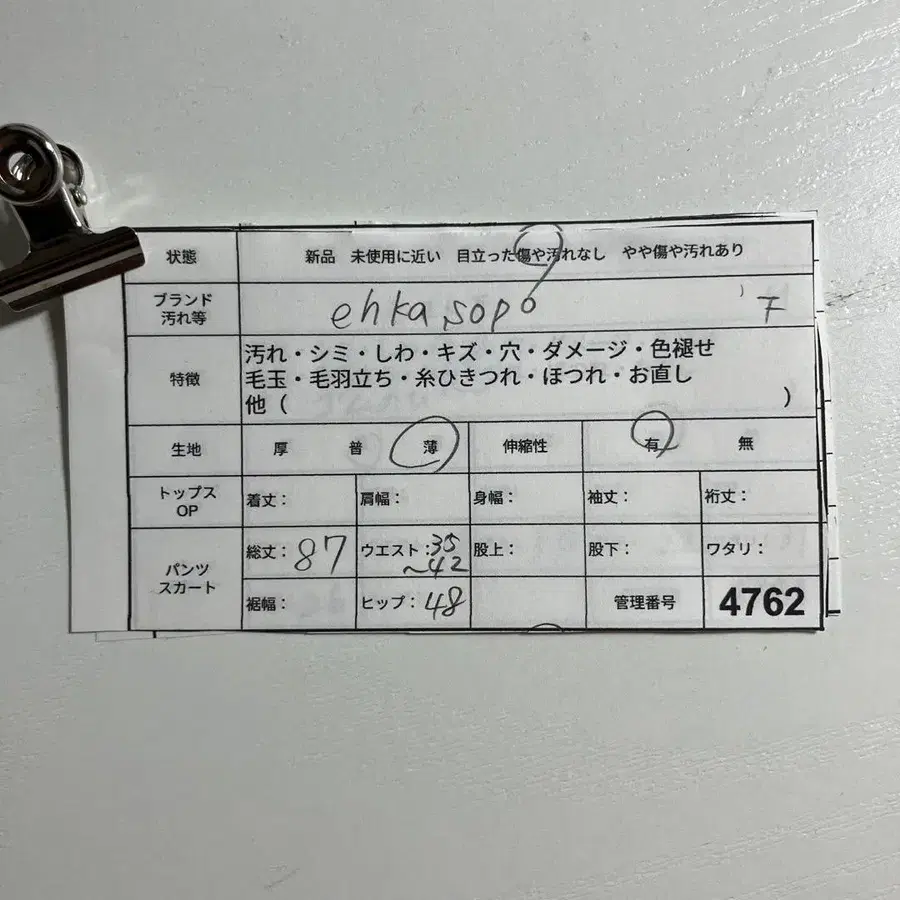 状態 新品 未使用に近い 目立った傷や汚れなし やや傷や汚れあり
ブランド
汚れ等 ehka sopo
特徴 汚れ・シミ・しわ・キズ・穴・ダメージ・色褪せ
毛玉・毛羽立ち・糸ひきつれ・ほつれ・お直し
他( )
生地 厚 普 薄 伸縮性 有 無
トップス
OP 着丈: 肩幅: 身幅: 袖丈: 裄丈:
パンツ
スカート 総丈:87 ウエスト:35
~42 股上: 股下: ワタリ:
裾幅: ヒップ:48 管理番号 4762